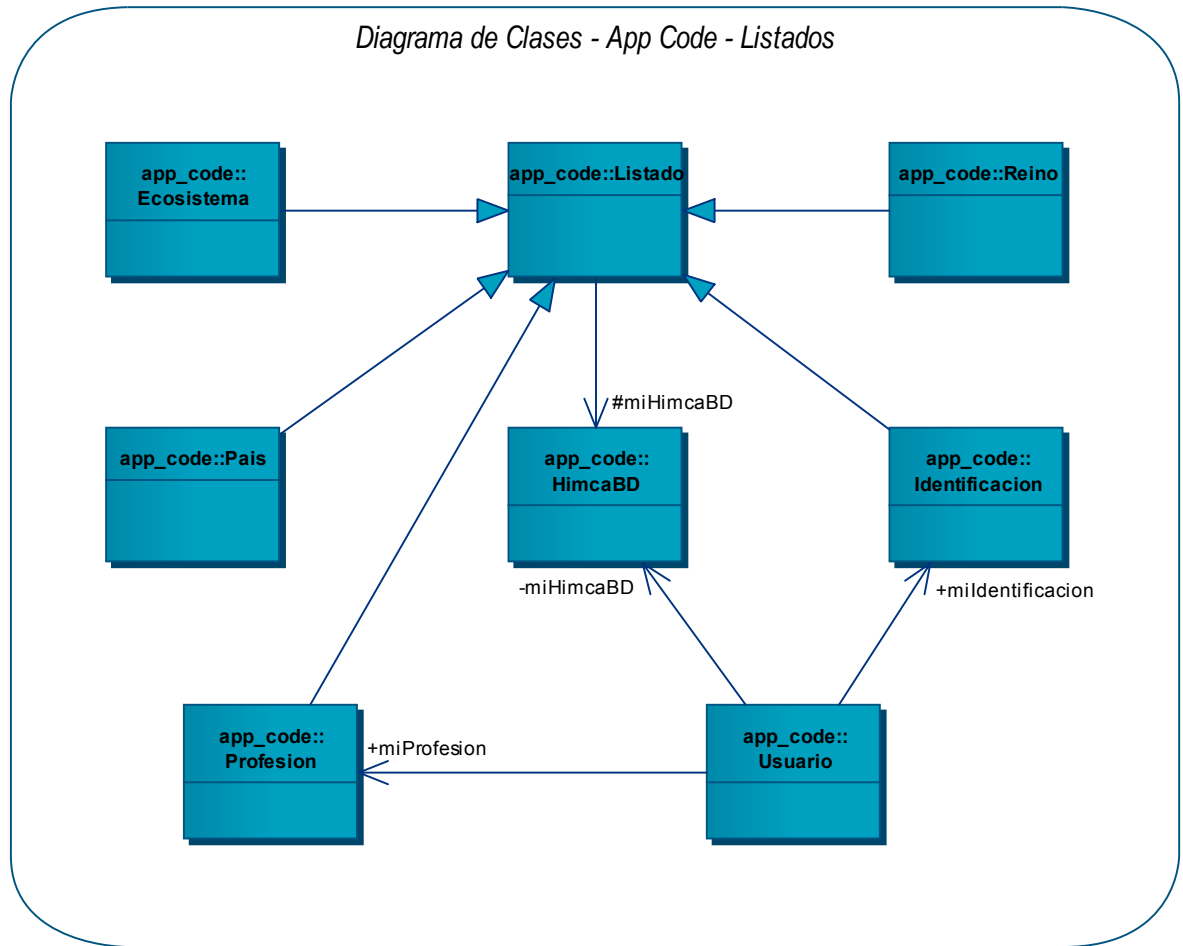 Diagrama de Clases - App Code - Listados
app_code::
Ecosistema
app_code::Listado
app_code::Reino
#miHimcaBD
app_code::Pais
app_code::
HimcaBD
app_code::
Identificacion
-miHimcaBD
+miIdentificacion
app_code::
Profesion
+miProfesion
app_code::
Usuario